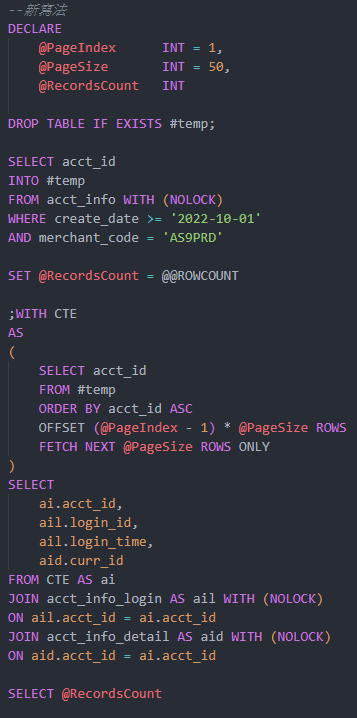 --新寫法
DECLARE
@PageIndex INT = 1,
@PageSize INT = 50,
@RecordsCount INT
DROP TABLE IF EXISTS #temp;
SELECT acct_id
INTO #temp
FROM acct_info WITH (NOLOCK)
WHERE create_date >= '2022-10-01'
AND merchant_code = 'AS9PRD'
SET @RecordsCount = @@ROWCOUNT
;WITH CTE
AS
(
SELECT acct_id
FROM #temp
ORDER BY acct_id ASC
OFFSET (@PageIndex - 1) * @PageSize ROWS
FETCH NEXT @PageSize ROWS ONLY
)
SELECT
ai.acct_id,
ail.login_id,
ail.login_time,
aid.curr_id
FROM CTE AS ai
JOIN acct_info_login AS ail WITH (NOLOCK)
ON ail.acct_id = ai.acct_id
JOIN acct_info_detail AS aid WITH (NOLOCK)
ON aid.acct_id = ai.acct_id
SELECT @RecordsCount